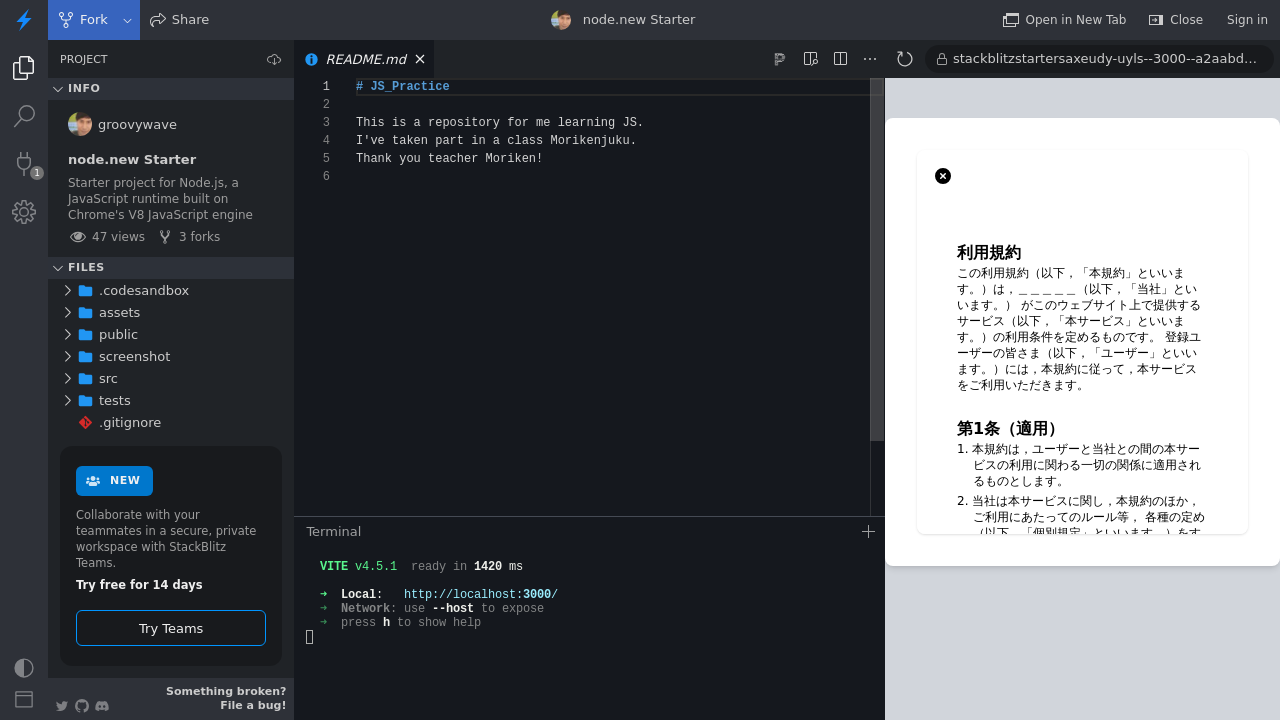 Fork
Share
node.new Starter
Open in New Tab
Close
Sign in
PROJECT
INFO
groovywave
node.new Starter
Starter project for Node.js, a
JavaScript runtime built on
Chrome's V8 JavaScript engine
47 views
3 forks
1
FILES
.codesandbox
assets
public
screenshot
src
tests
.gitignore
NEW
Collaborate with your
teammates in a secure, private
workspace with StackBlitz
Teams.
Try free for 14 days
Try Teams
Something broken?
File a bug!
README.md
1 # JS_Practice
2
3 This is a repository for me learning JS.
4 I've taken part in a class Morikenjuku.
5 Thank you teacher Moriken!
6
Terminal
VITE v4.5.1 ready in 1420 ms
➜ Local: http://localhost:3000/
➜ Network: use --host to expose
➜ press h to show help
stackblitzstartersaxeudy-uyls--3000--a2aabd...
利用規約
この利用規約（以下，「本規約」といいま
す。）は，＿＿＿＿＿（以下，「当社」とい
います。） がこのウェブサイト上で提供する
サービス（以下，「本サービス」といいま
す。）の利用条件を定めるものです。 登録ユ
ーザーの皆さま（以下，「ユーザー」といい
ます。）には，本規約に従って，本サービス
をご利用いただきます。
第1条（適用）
1. 本規約は，ユーザーと当社との間の本サー
ビスの利用に関わる一切の関係に適用され
るものとします。
2. 当社は本サービスに関し，本規約のほか，
ご利用にあたってのルール等， 各種の定め
（以下，「個別規定」といいます。）をす